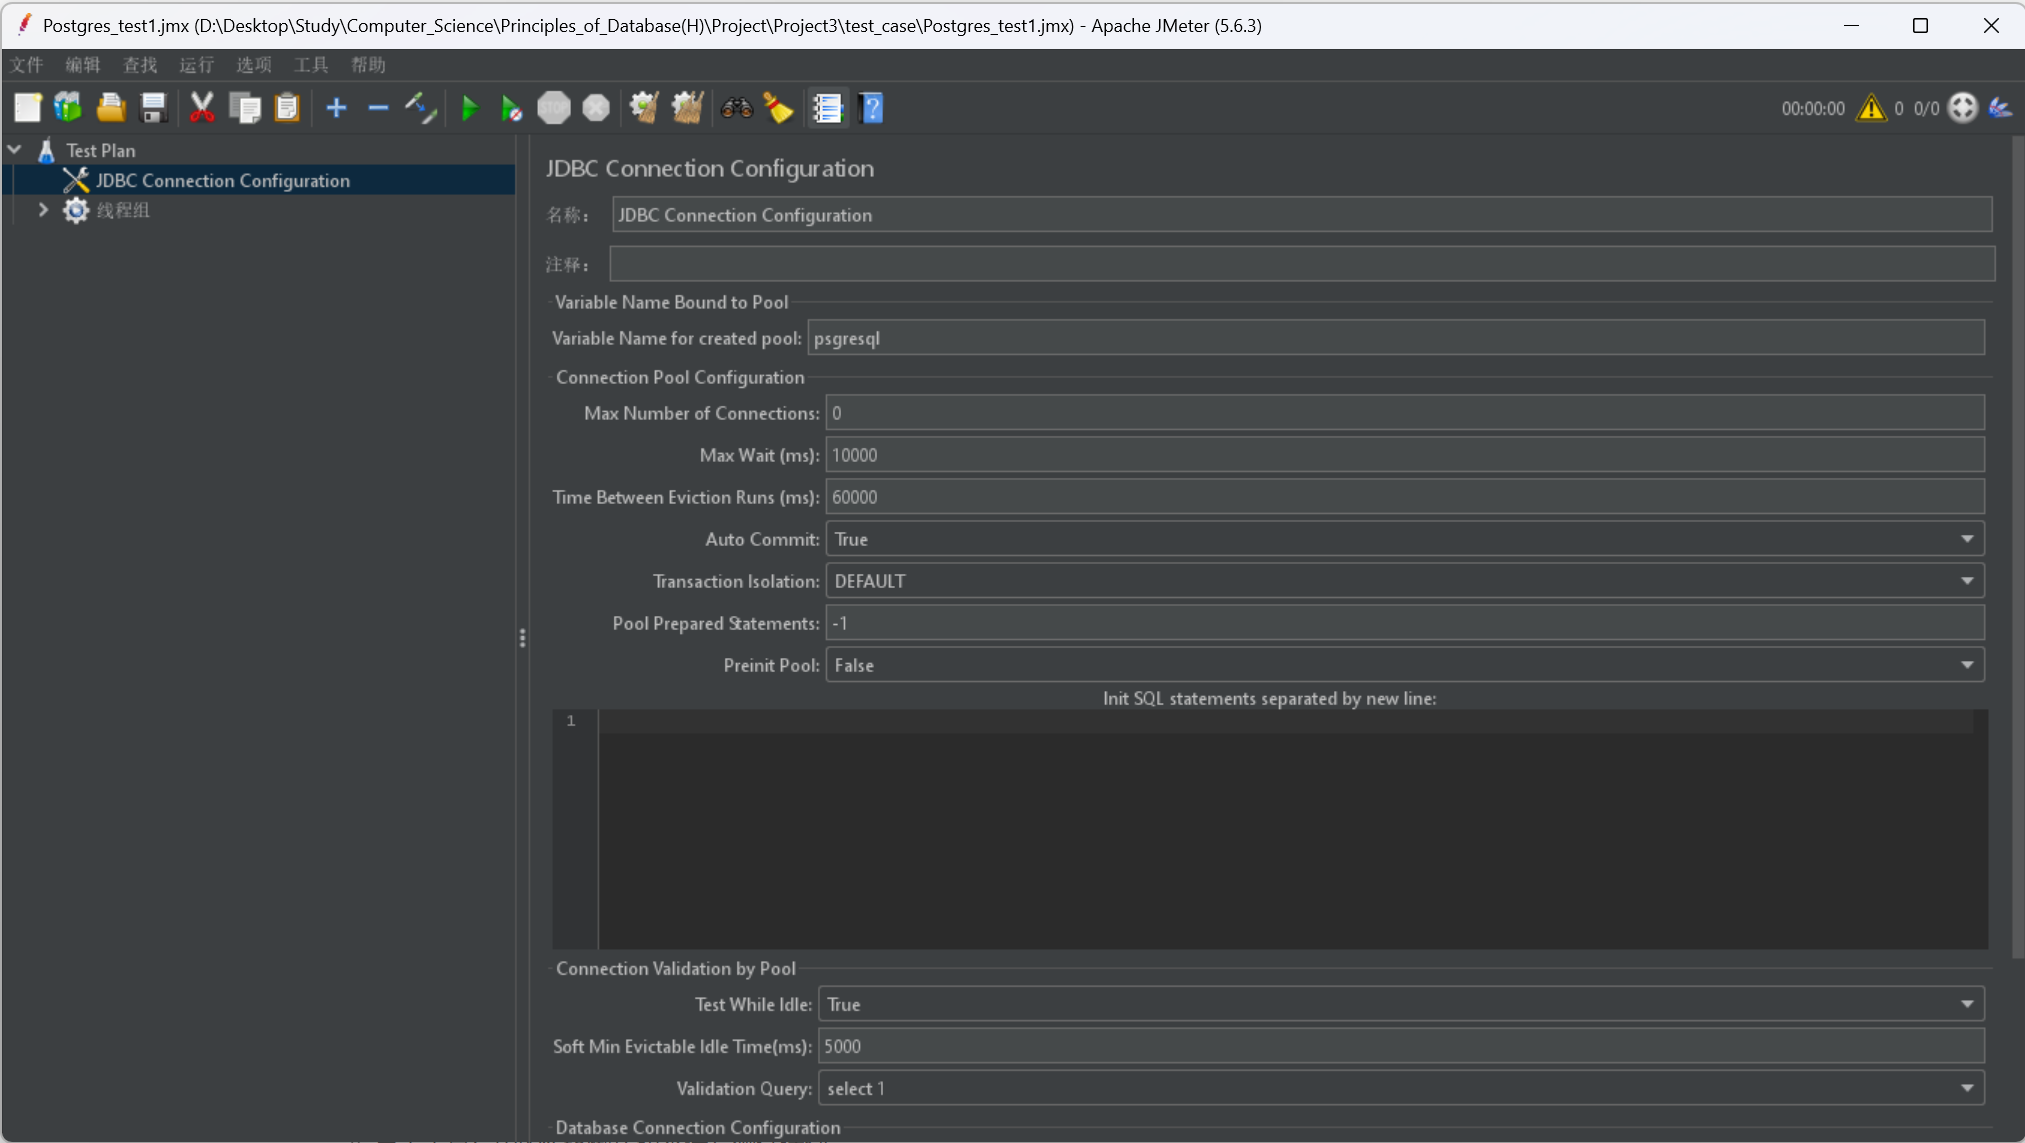 Postgres_test1.jmx (D:\Desktop\Study\Computer_Science\Principles_of_Database(H)\Project\Project3\test_case\Postgres_test1.jmx) - Apache JMeter (5.6.3)
文件 编辑 查找 运行 选项 工具 帮助
STOP
00:00:00 0 0/0
Test Plan
JDBC Connection Configuration
线程组
JDBC Connection Configuration
名称： JDBC Connection Configuration
注释：
Variable Name Bound to Pool
Variable Name for created pool: psgresql
Connection Pool Configuration
Max Number of Connections: 0
Max Wait (ms): 10000
Time Between Eviction Runs (ms): 60000
Auto Commit: True
Transaction Isolation: DEFAULT
Pool Prepared Statements: -1
Preinit Pool: False
Init SQL statements separated by new line:
1
Connection Validation by Pool
Test While Idle: True
Soft Min Evictable Idle Time(ms): 5000
Validation Query: select 1
Database Connection Configuration